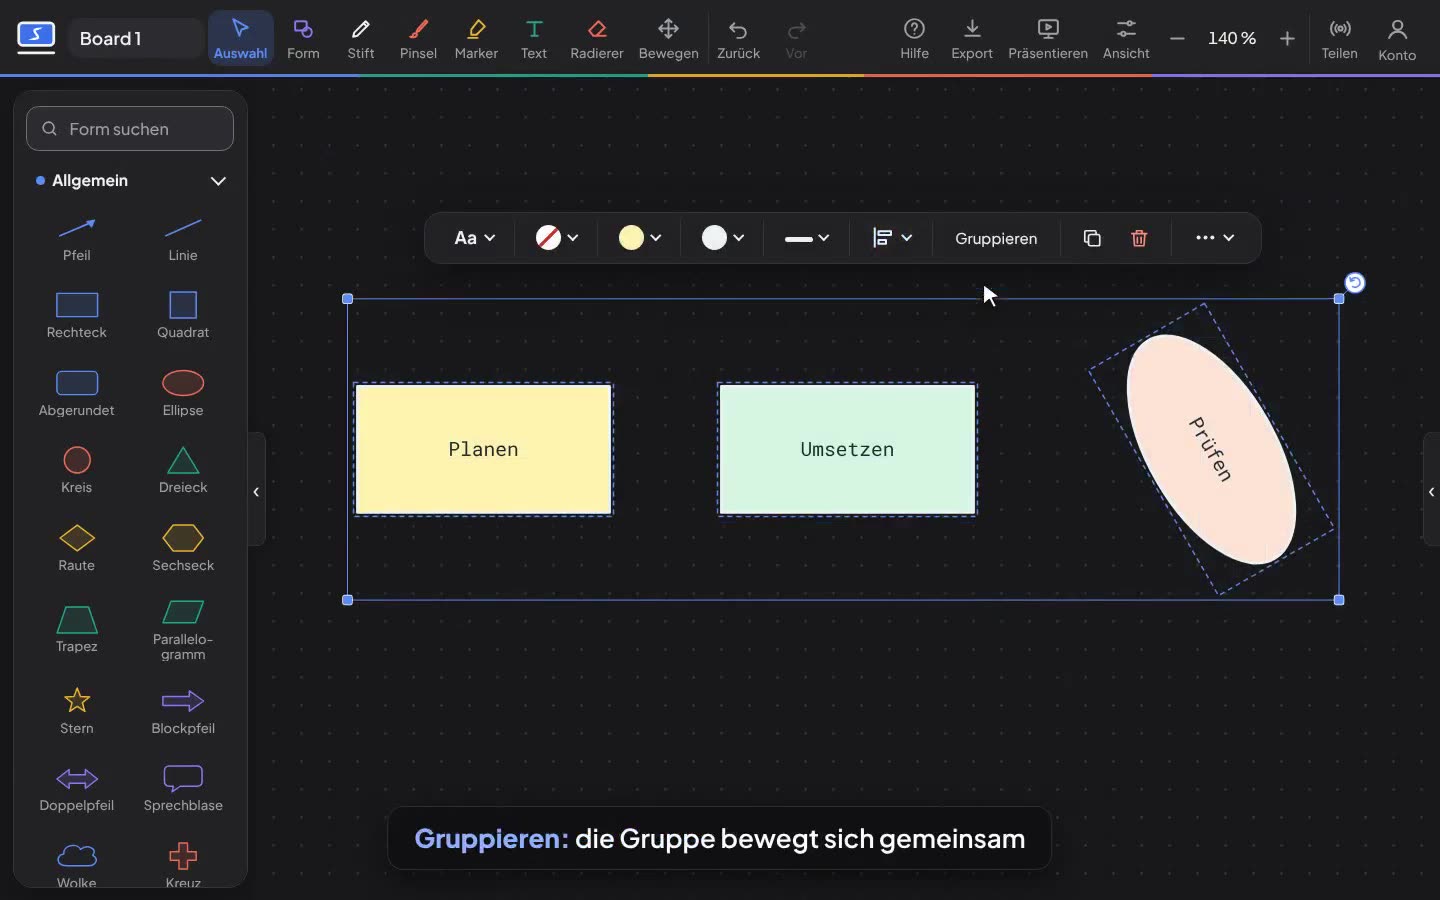 Board 1
Auswahl
Form
Stift
Pinsel
Marker
Text
Radierer
Bewegen
Zurück
Vor
Hilfe
Export
Präsentieren
Ansicht
140 %
Teilen
Konto
Form suchen
Allgemein
Pfeil
Linie
Rechteck
Quadrat
Abgerundet
Ellipse
Kreis
Dreieck
Raute
Sechseck
Trapez
Parallelo-
gramm
Stern
Blockpfeil
Doppelpfeil
Sprechblase
Wolke
Kreuz
Aa
Gruppieren
Planen
Umsetzen
Prüfen
Gruppieren: die Gruppe bewegt sich gemeinsam